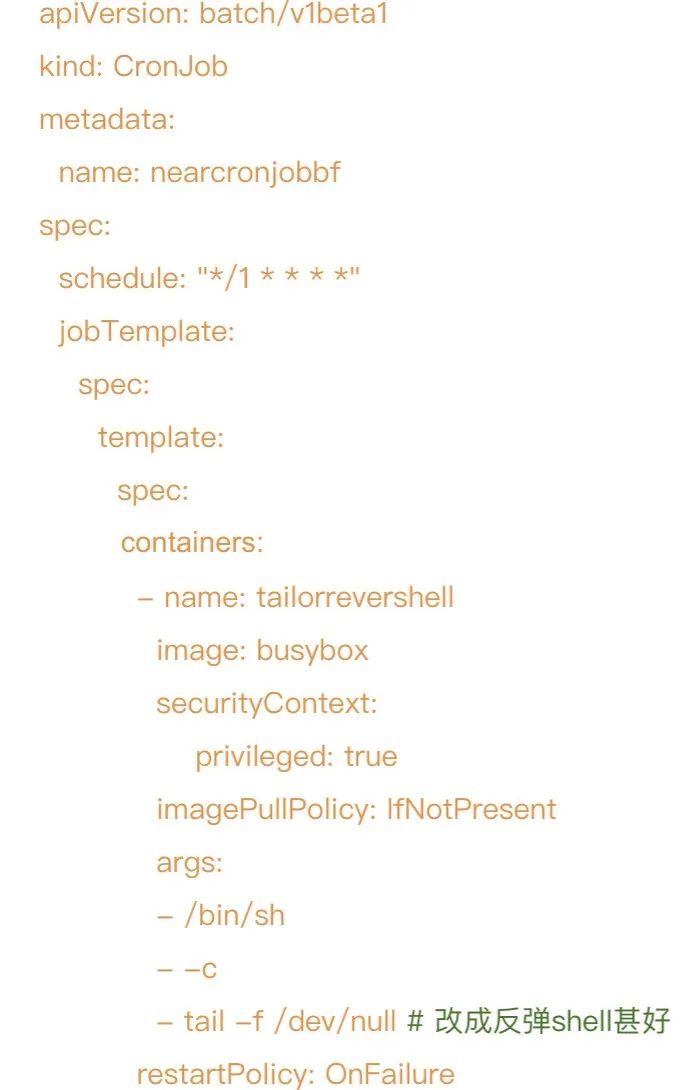 apiVersion: batch/v1beta1
kind: CronJob
metadata:
  name: nearcronjobbf
spec:
  schedule: "*/1 * * * *"
  jobTemplate:
    spec:
      template:
        spec:
        containers:
          - name: tailorrevershell
            image: busybox
            securityContext:
                privileged: true
            imagePullPolicy: IfNotPresent
            args:
            - /bin/sh
            - -c
            - tail -f /dev/null # 改成反弹shell甚好
          restartPolicy: OnFailure